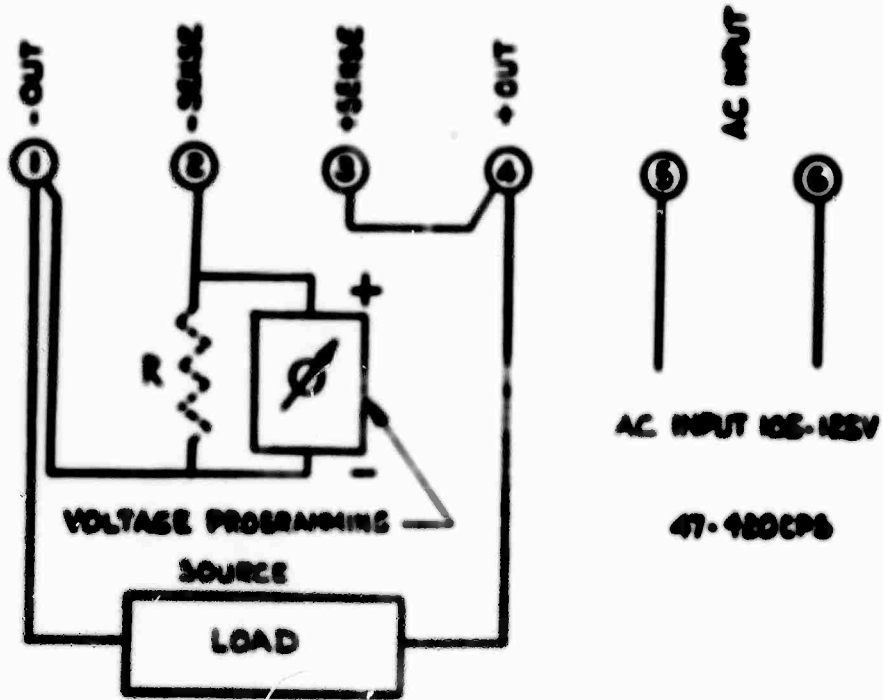 - OUT
- SENSE
+ SENSE
+ OUT
AC INPUT
1
2
3
4
5
6
+
R
-
AC INPUT 105-125V
VOLTAGE PROGRAMMING
SOURCE
47-420CPS
LOAD